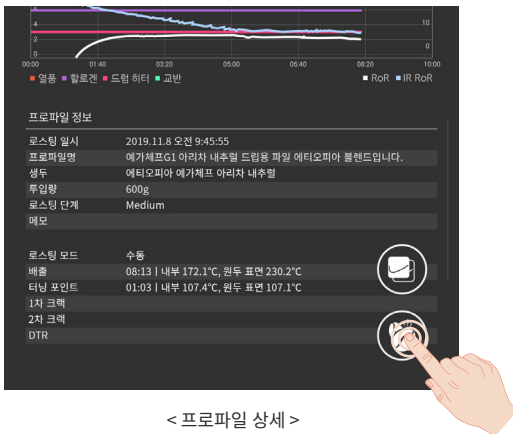 4
2
0
10
0
00:00 01:40 03:20 05:00 06:40 08:20 10:00
열풍 할로겐 드럼 히터 교반 RoR IR RoR
프로파일 정보
로스팅 일시 2019.11.8 오전 9:45:55
프로파일명 예가체프G1 아리차 내추럴 드립용 파일 에티오피아 블렌드입니다.
생두 에티오피아 예가체프 아리차 내추럴
투입량 600g
로스팅 단계 Medium
메모
로스팅 모드 수동
배출 08:13 | 내부 172.1°C, 원두 표면 230.2°C
터닝 포인트 01:03 | 내부 107.4°C, 원두 표면 107.1°C
1차 크랙
2차 크랙
DTR
< 프로파일 상세 >